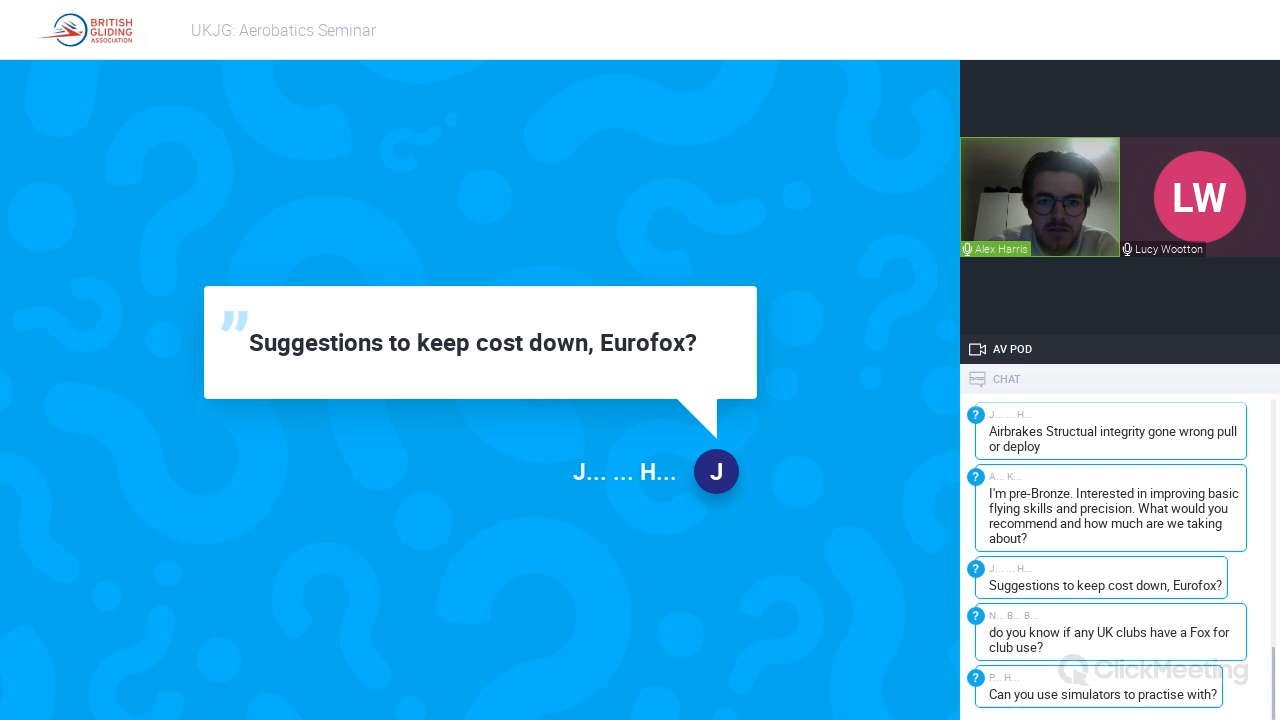 BRITISH
GLIDING
ASSOCIATION
UKJG: Aerobatics Seminar
” Suggestions to keep cost down, Eurofox?
J... ... H... J
LW
Alex Harris
Lucy Wootton
AV POD
CHAT
? J... ... H...
Airbrakes Structual integrity gone wrong pull
or deploy
? A... K...
I'm pre-Bronze. Interested in improving basic
flying skills and precision. What would you
recommend and how much are we taking
about?
? J... ... H...
Suggestions to keep cost down, Eurofox?
? N... B... B...
do you know if any UK clubs have a Fox for
club use?
ClickMeeting
? P... H...
Can you use simulators to practise with?